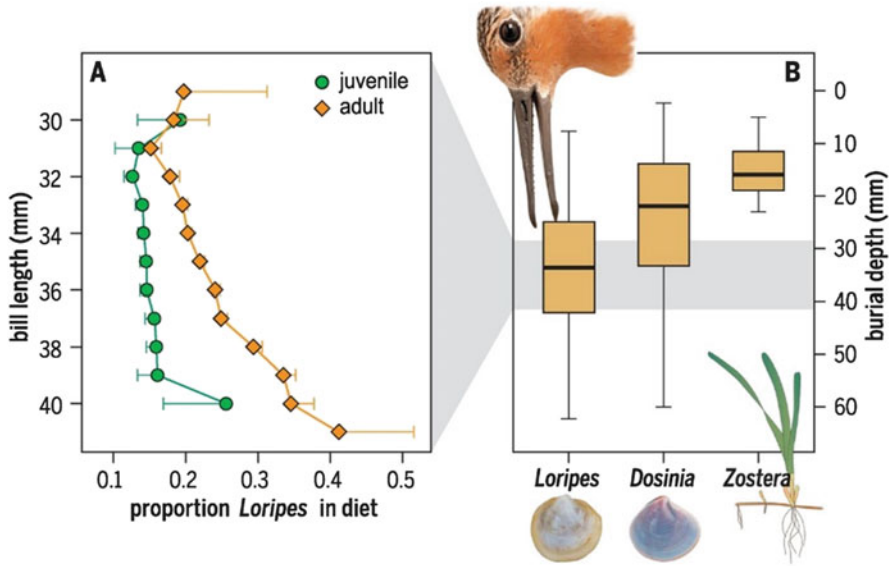 A
juvenile
adult
30
32
34
36
38
40
bill length (mm)
0.1 0.2 0.3 0.4 0.5
proportion Loripes in diet
B
0
10
20
30
40
50
60
burial depth (mm)
Loripes Dosinia Zostera